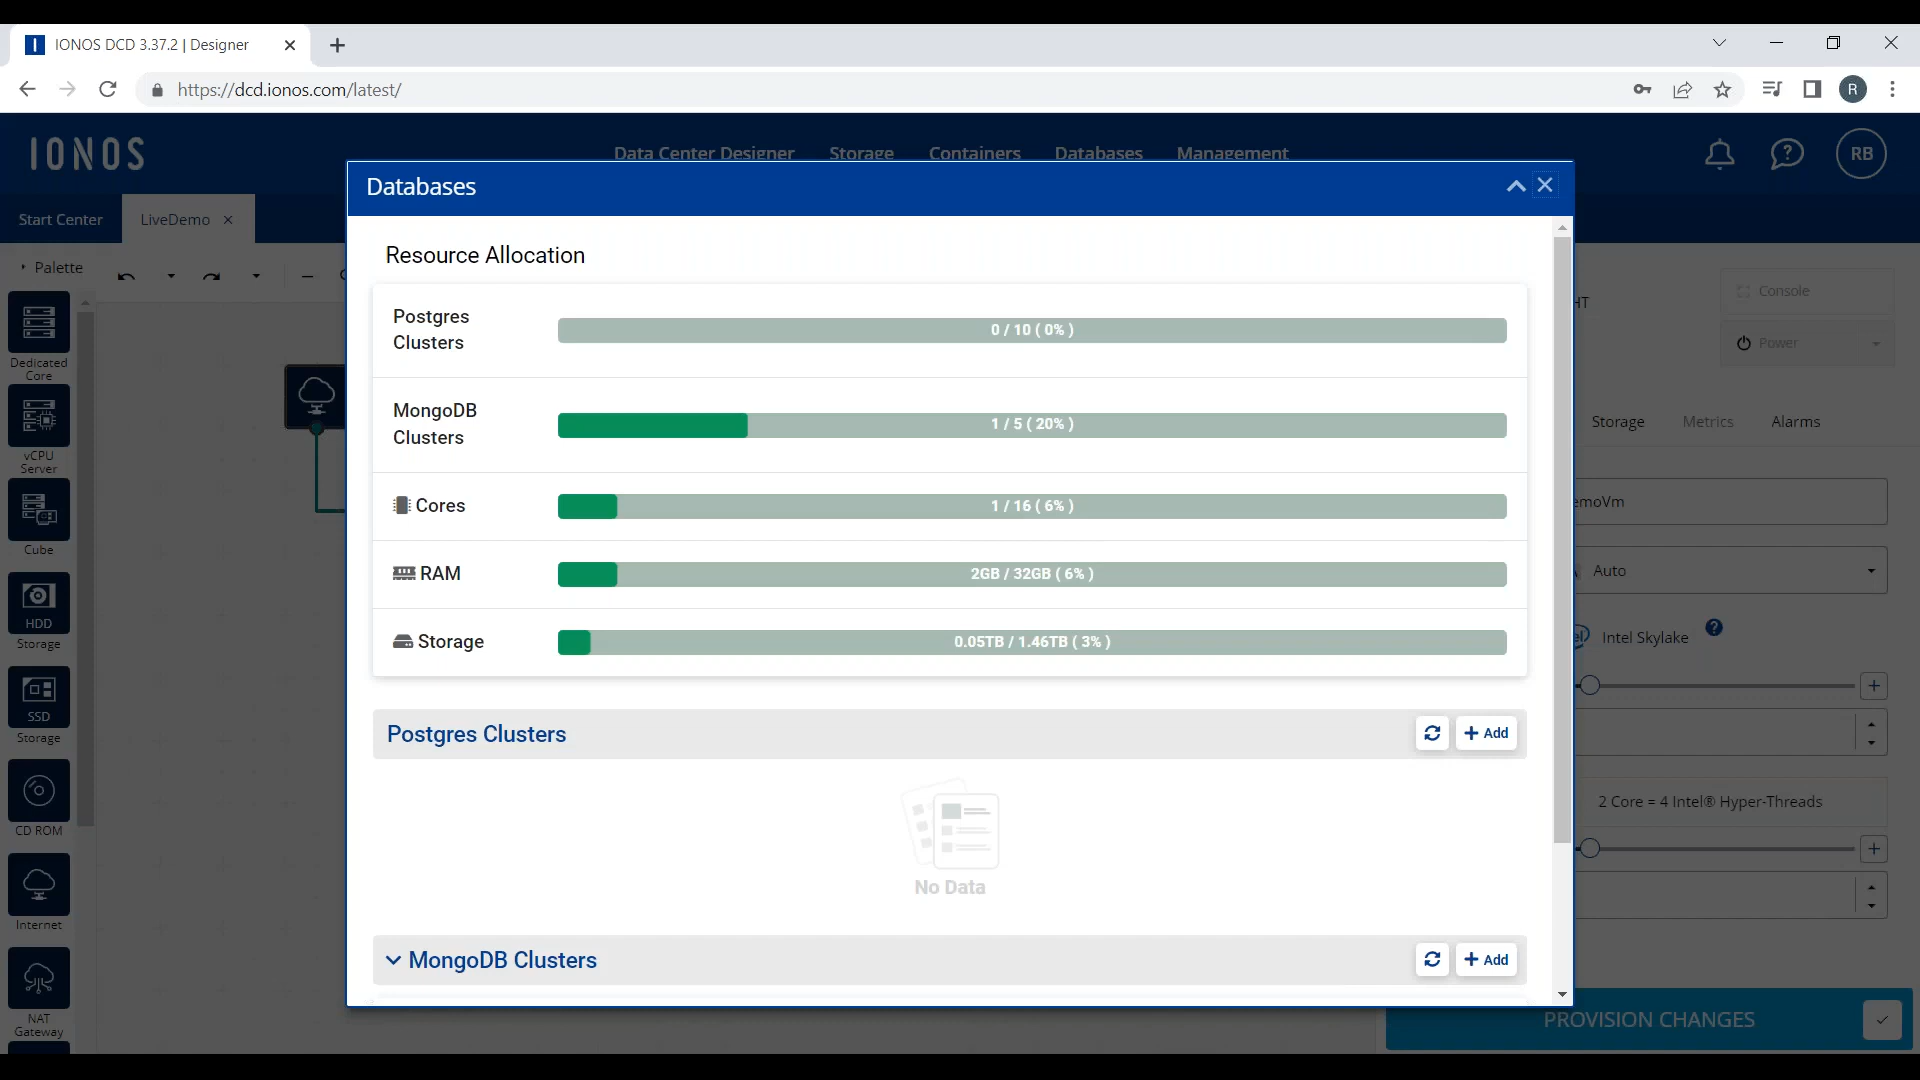 IONOS DCD 3.37.2 | Designer
https://dcd.ionos.com/latest/
R
IONOS
Data Center Designer Storage Containers Databases Management
RB
Databases
Start Center LiveDemo
Palette
Resource Allocation
Postgres
Clusters
0 / 10 ( 0% )
MongoDB
Clusters
1 / 5 ( 20% )
Cores 1 / 16 ( 6% )
RAM 2GB / 32GB ( 6% )
Storage 0.05TB / 1.46TB ( 3% )
Postgres Clusters
Add
No Data
MongoDB Clusters
Add
Dedicated
Core
vCPU
Server
Cube
HDD
Storage
SSD
Storage
CD ROM
Internet
NAT
Gateway
HT
Console
Power
Storage Metrics Alarms
emoVm
Auto
Intel Skylake
2 Core = 4 Intel® Hyper-Threads
PROVISION CHANGES